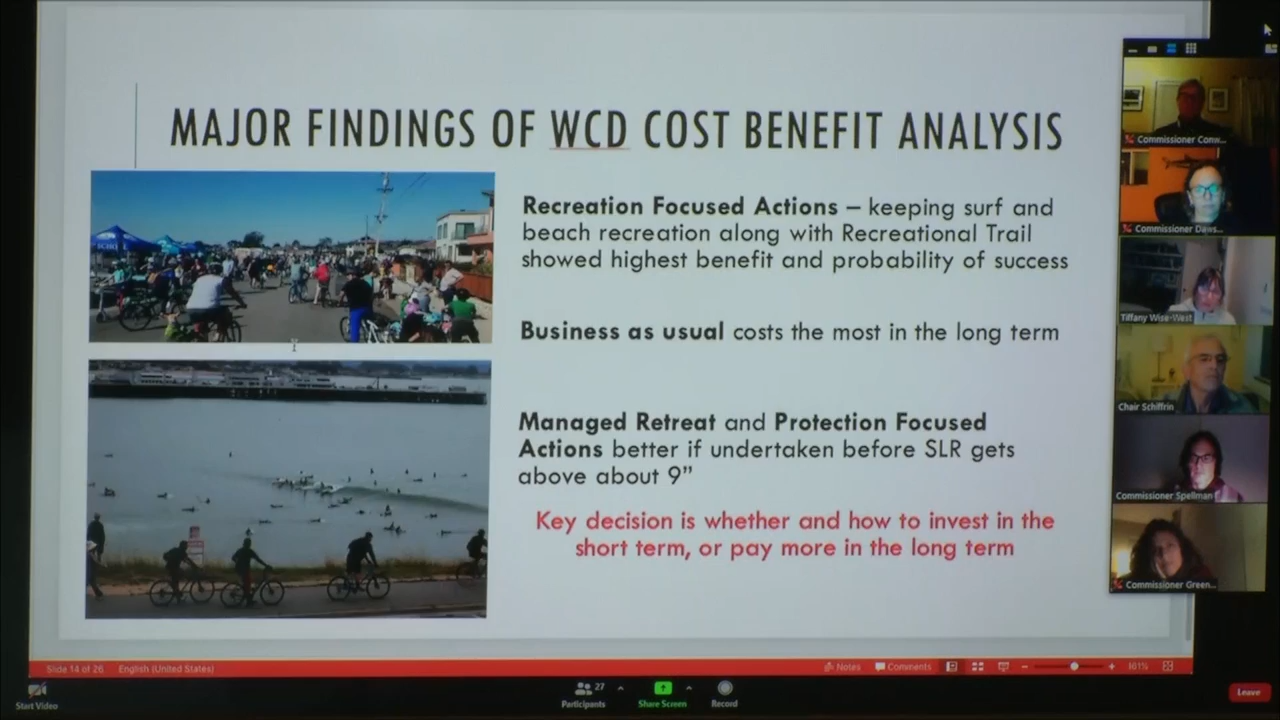 MAJOR FINDINGS OF WCD COST BENEFIT ANALYSIS
Recreation Focused Actions – keeping surf and
beach recreation along with Recreational Trail
showed highest benefit and probability of success
Business as usual costs the most in the long term
Managed Retreat and Protection Focused
Actions better if undertaken before SLR gets
above about 9”
Key decision is whether and how to invest in the
short term, or pay more in the long term
Commissioner Conw...
Commissioner Daws...
Tiffany Wise-West
Chair Schiffrin
Commissioner Spellman
Commissioner Green...
Slide 14 of 26 English (United States)
Notes Comments 101%
Start Video
27
Participants
Share Screen
Record
Leave